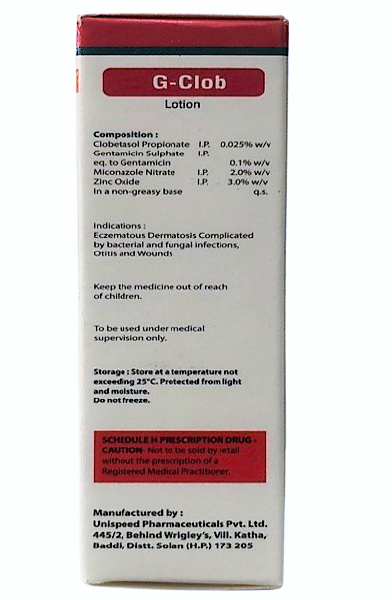 G-Clob
Lotion
Composition :
Clobetasol Propionate I.P. 0.025% w/v
Gentamicin Sulphate I.P.
eq. to Gentamicin 0.1% w/v
Miconazole Nitrate I.P. 2.0% w/v
Zinc Oxide I.P. 3.0% w/v
In a non-greasy base q.s.
Indications :
Eczematous Dermatosis Complicated
by bacterial and fungal infections,
Otitis and Wounds
Keep the medicine out of reach
of children.
To be used under medical
supervision only.
Storage : Store at a temperature not
exceeding 25°C. Protected from light
and moisture.
Do not freeze.
SCHEDULE H PRESCRIPTION DRUG -
CAUTION- Not to be sold by retail
without the prescription of a
Registered Medical Practitioner.
Manufactured by :
Unispeed Pharmaceuticals Pvt. Ltd.
445/2, Behind Wrigley's, Vill. Katha,
Baddi, Distt. Solan (H.P.) 173 205